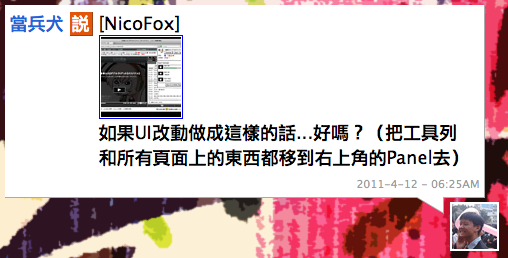 當兵犬 說 [NicoFox]
如果UI改動做成這樣的話...好嗎？（把工具列
和所有頁面上的東西都移到右上角的Panel去）
2011-4-12 - 06:25AM